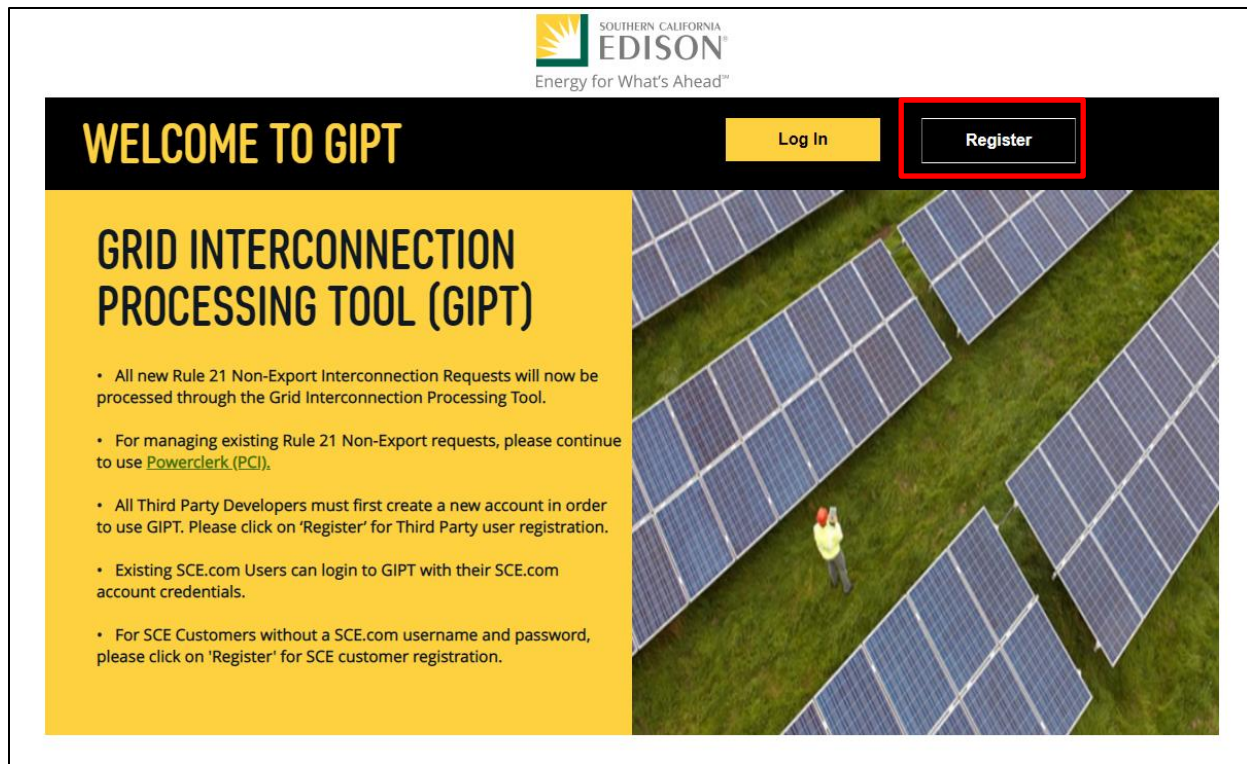 SOUTHERN CALIFORNIA
EDISON®
Energy for What's Ahead™
WELCOME TO GIPT
Log In
Register
GRID INTERCONNECTION
PROCESSING TOOL (GIPT)
• All new Rule 21 Non-Export Interconnection Requests will now be
processed through the Grid Interconnection Processing Tool.
• For managing existing Rule 21 Non-Export requests, please continue
to use Powerclerk (PCI).
• All Third Party Developers must first create a new account in order
to use GIPT. Please click on ‘Register’ for Third Party user registration.
• Existing SCE.com Users can login to GIPT with their SCE.com
account credentials.
• For SCE Customers without a SCE.com username and password,
please click on 'Register' for SCE customer registration.